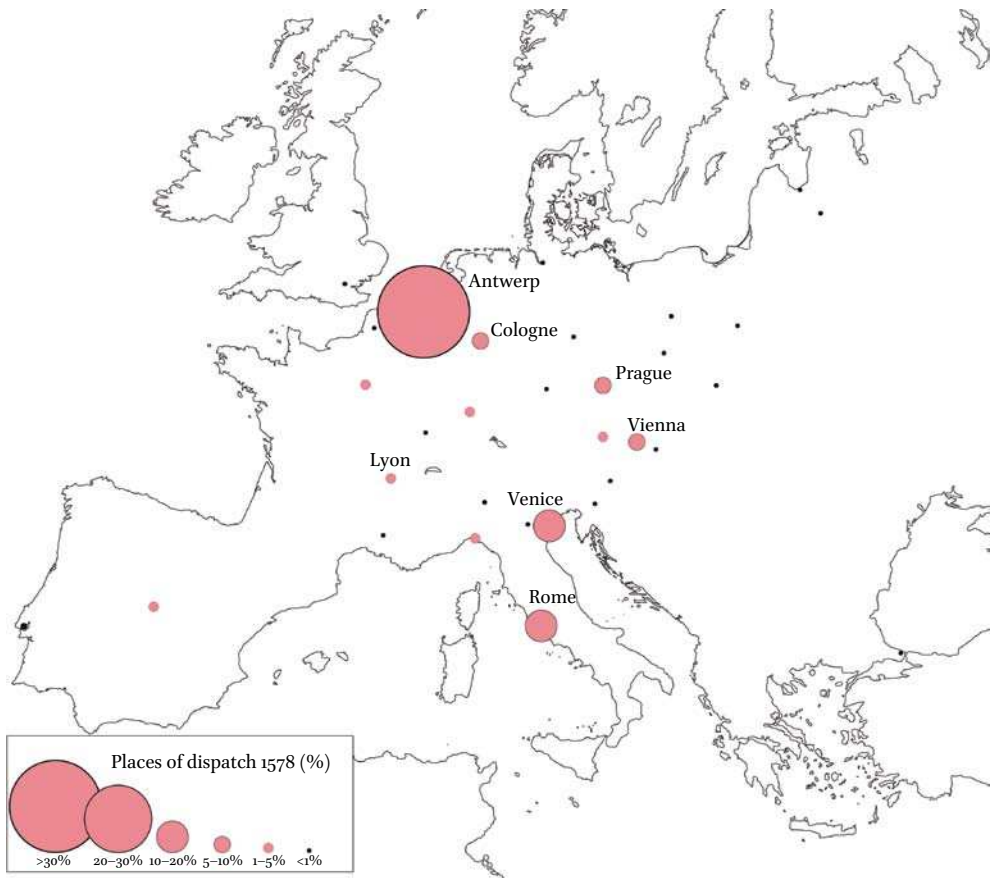 Antwerp
Cologne
Prague
Vienna
Lyon
Venice
Rome
Places of dispatch 1578 (%)
>30% 20–30% 10–20% 5–10% 1–5% <1%